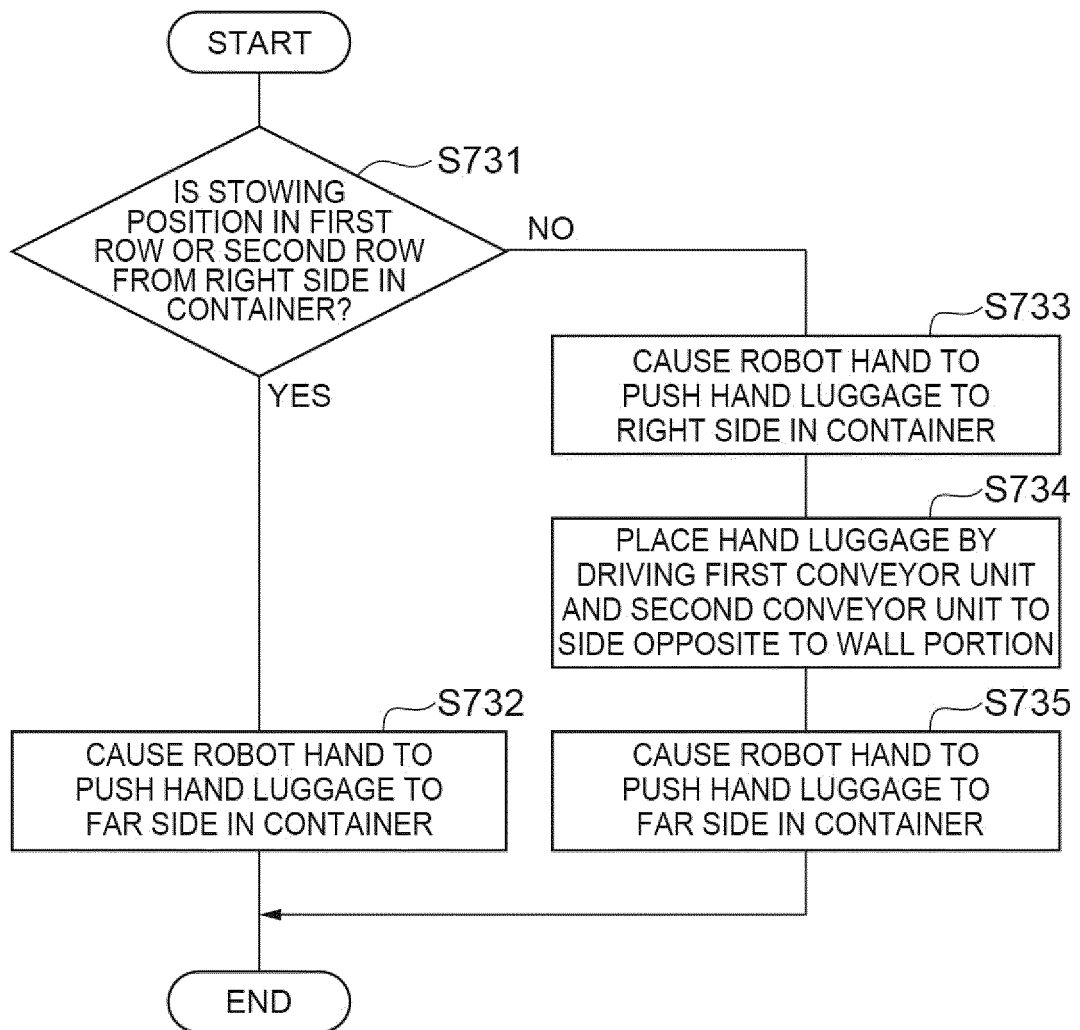 START
S731
IS STOWING
POSITION IN FIRST
ROW OR SECOND ROW
FROM RIGHT SIDE IN
CONTAINER?
NO
YES
S733
CAUSE ROBOT HAND TO
PUSH HAND LUGGAGE TO
RIGHT SIDE IN CONTAINER
S734
PLACE HAND LUGGAGE BY
DRIVING FIRST CONVEYOR UNIT
AND SECOND CONVEYOR UNIT TO
SIDE OPPOSITE TO WALL PORTION
S732
CAUSE ROBOT HAND TO
PUSH HAND LUGGAGE TO
FAR SIDE IN CONTAINER
S735
CAUSE ROBOT HAND TO
PUSH HAND LUGGAGE TO
FAR SIDE IN CONTAINER
END